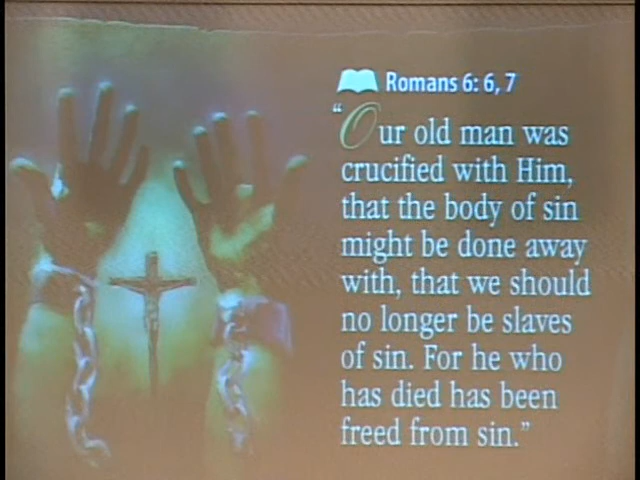 Romans 6: 6, 7
“Our old man was
crucified with Him,
that the body of sin
might be done away
with, that we should
no longer be slaves
of sin. For he who
has died has been
freed from sin.”